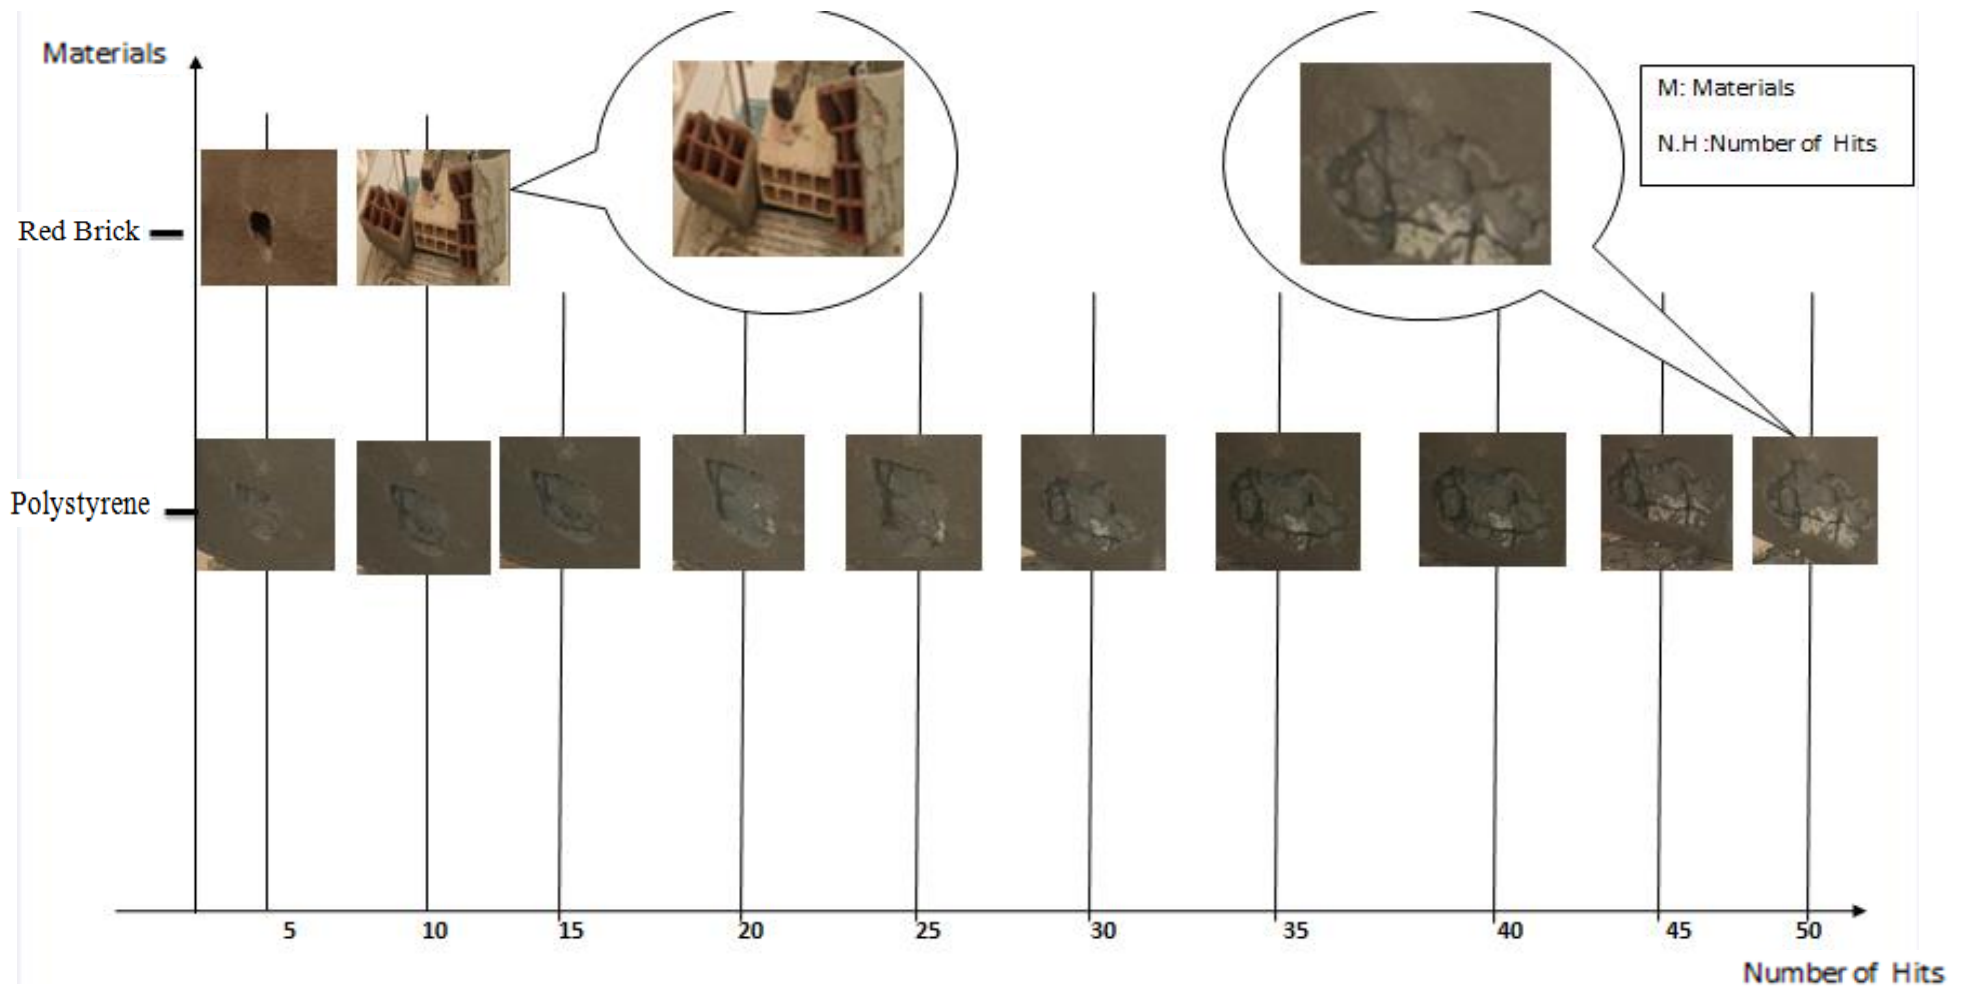 Materials
M: Materials
N.H :Number of Hits
Red Brick
Polystyrene
5 10 15 20 25 30 35 40 45 50
Number of Hits